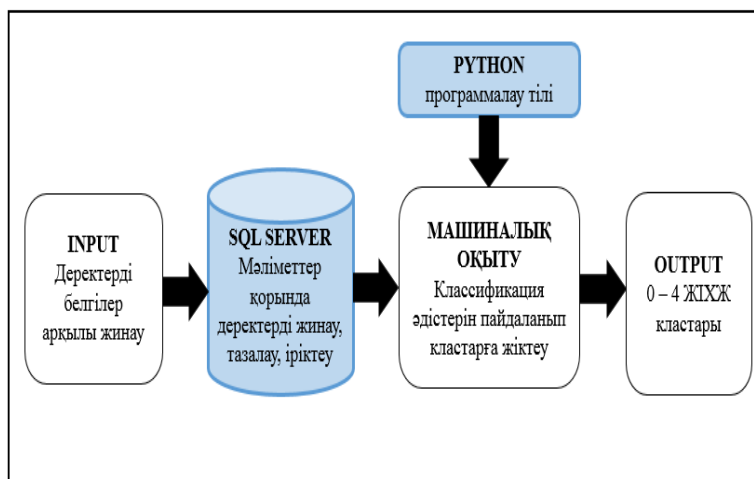 PYTHON
программалау тілі
INPUT
Деректерді
белгілер
арқылы жинау
SQL SERVER
Мәліметтер
қорында
деректерді жинау,
тазалау, іріктеу
МАШИНАЛЫҚ
ОҚЫТУ
Классификация
әдістерін пайдаланып
кластарға жіктеу
OUTPUT
0 – 4 ЖІХЖ
кластары